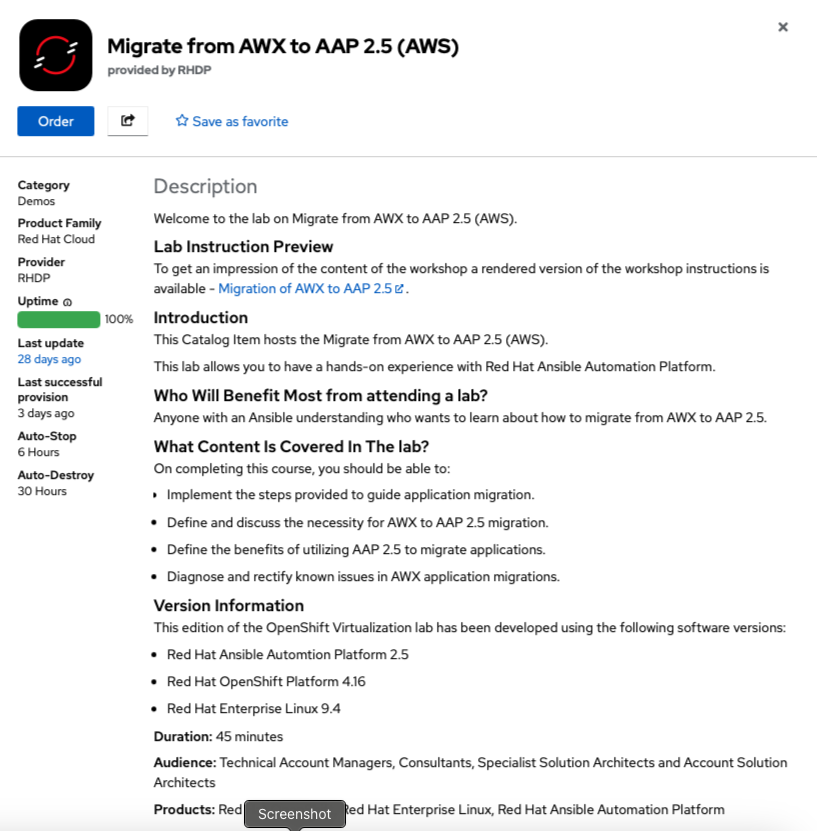 Migrate from AWX to AAP 2.5 (AWS)
provided by RHDP
Order
Save as favorite
Category
Demos
Product Family
Red Hat Cloud
Provider
RHDP
Uptime
100%
Last update
28 days ago
Last successful
provision
3 days ago
Auto-Stop
6 Hours
Auto-Destroy
30 Hours
Description
Welcome to the lab on Migrate from AWX to AAP 2.5 (AWS).
Lab Instruction Preview
To get an impression of the content of the workshop a rendered version of the workshop instructions is
available - Migration of AWX to AAP 2.5 .
Introduction
This Catalog Item hosts the Migrate from AWX to AAP 2.5 (AWS).
This lab allows you to have a hands-on experience with Red Hat Ansible Automation Platform.
Who Will Benefit Most from attending a lab?
Anyone with an Ansible understanding who wants to learn about how to migrate from AWX to AAP 2.5.
What Content Is Covered In The lab?
On completing this course, you should be able to:
• Implement the steps provided to guide application migration.
• Define and discuss the necessity for AWX to AAP 2.5 migration.
• Define the benefits of utilizing AAP 2.5 to migrate applications.
• Diagnose and rectify known issues in AWX application migrations.
Version Information
This edition of the OpenShift Virtualization lab has been developed using the following software versions:
• Red Hat Ansible Automtion Platform 2.5
• Red Hat OpenShift Platform 4.16
• Red Hat Enterprise Linux 9.4
Duration: 45 minutes
Audience: Technical Account Managers, Consultants, Specialist Solution Architects and Account Solution
Architects
Products: Red Red Hat Enterprise Linux, Red Hat Ansible Automation Platform
Screenshot